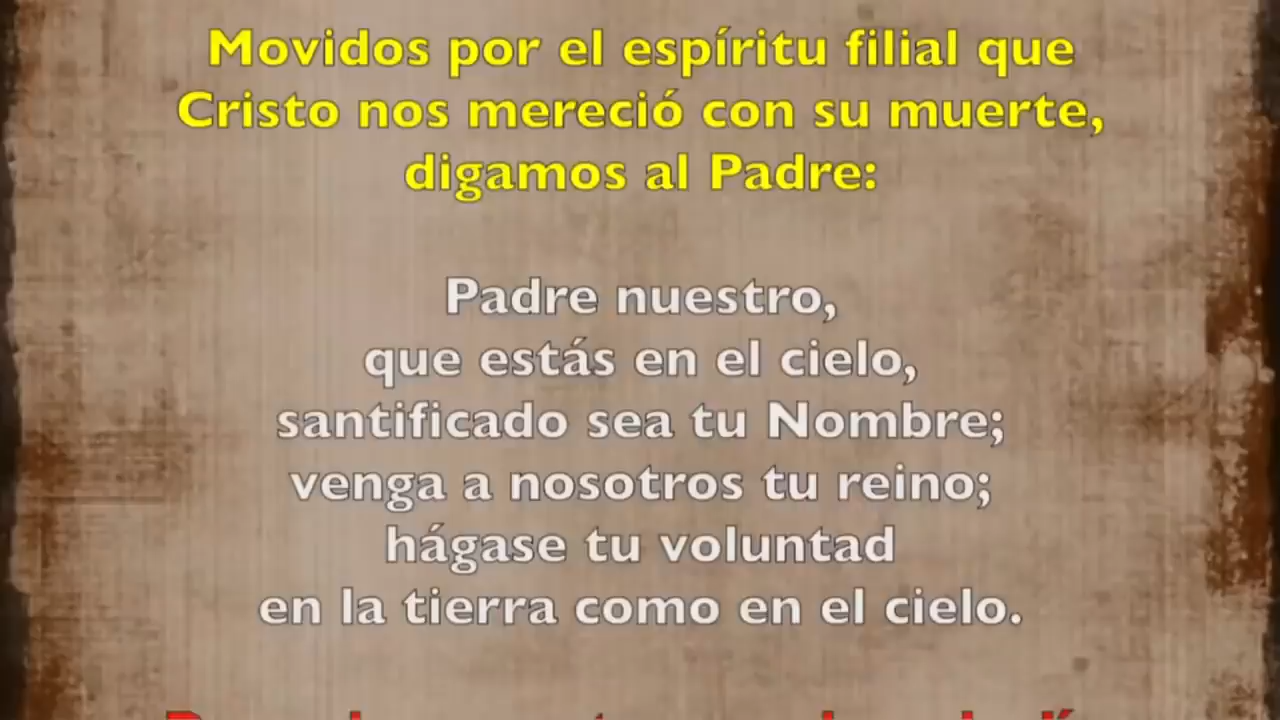 Movidos por el espíritu filial que
Cristo nos mereció con su muerte,
digamos al Padre:
Padre nuestro,
que estás en el cielo,
santificado sea tu Nombre;
venga a nosotros tu reino;
hágase tu voluntad
en la tierra como en el cielo.